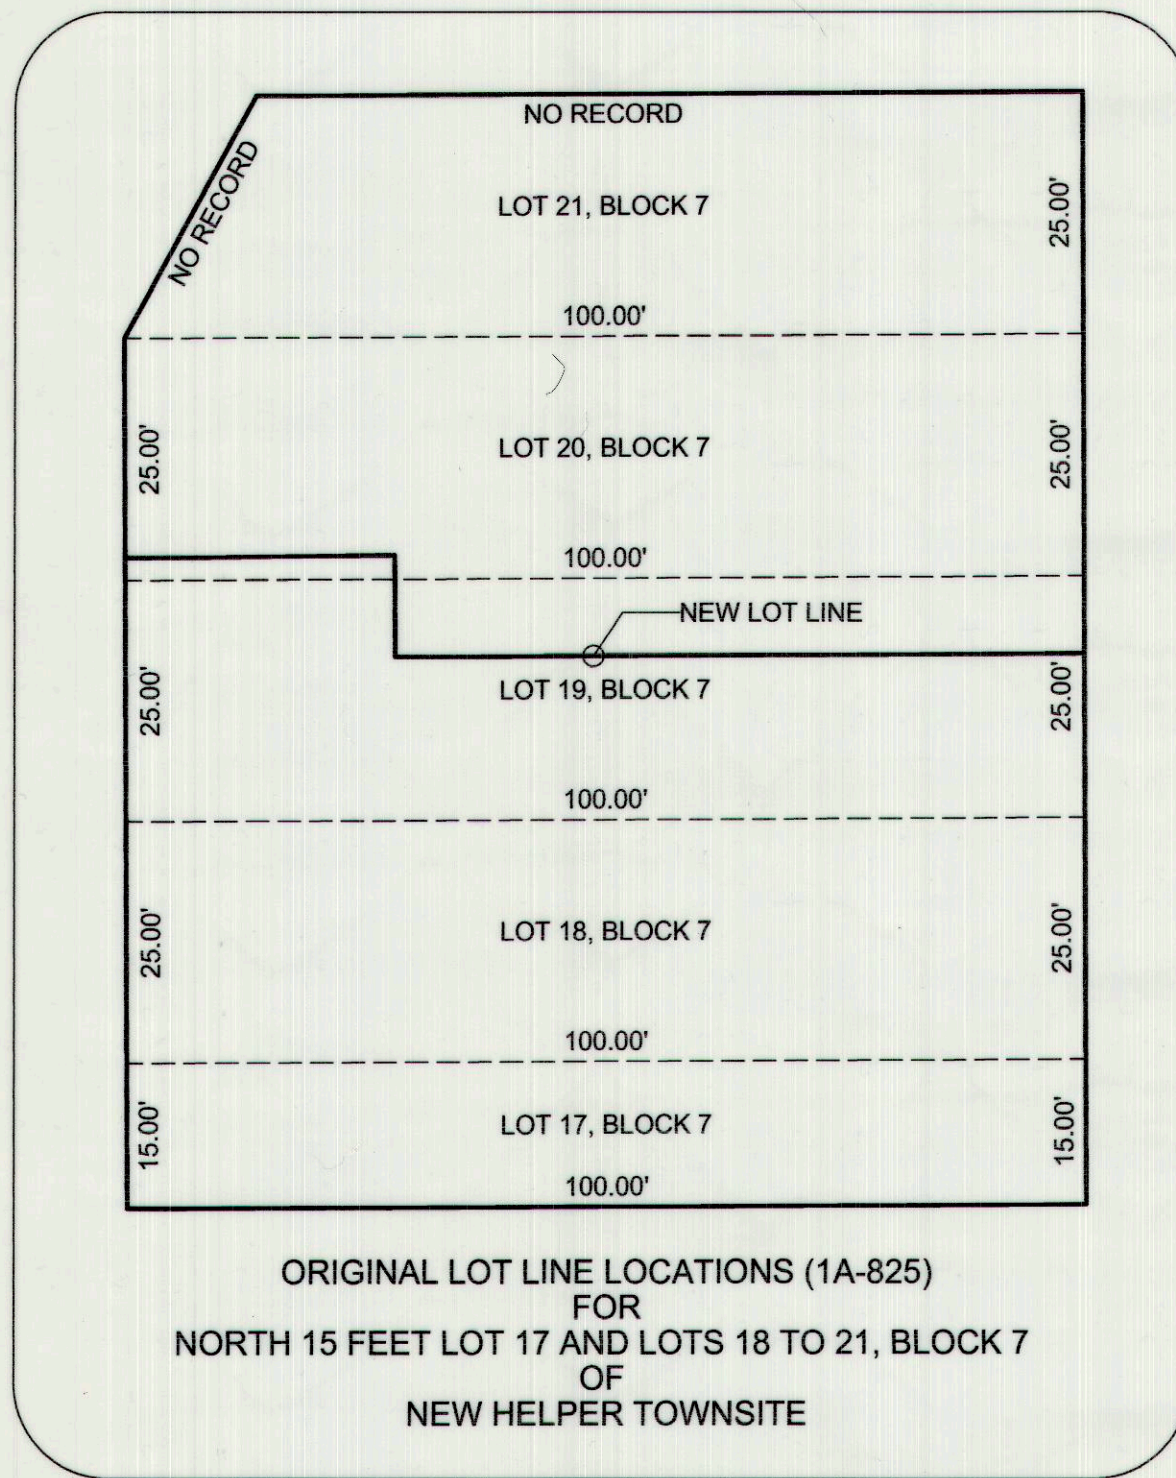 NO RECORD
NO RECORD
LOT 21, BLOCK 7
25.00'
100.00'
25.00'
LOT 20, BLOCK 7
25.00'
100.00'
NEW LOT LINE
25.00'
LOT 19, BLOCK 7
25.00'
100.00'
25.00'
LOT 18, BLOCK 7
25.00'
100.00'
15.00'
LOT 17, BLOCK 7
15.00'
100.00'
ORIGINAL LOT LINE LOCATIONS (1A-825)
FOR
NORTH 15 FEET LOT 17 AND LOTS 18 TO 21, BLOCK 7
OF
NEW HELPER TOWNSITE